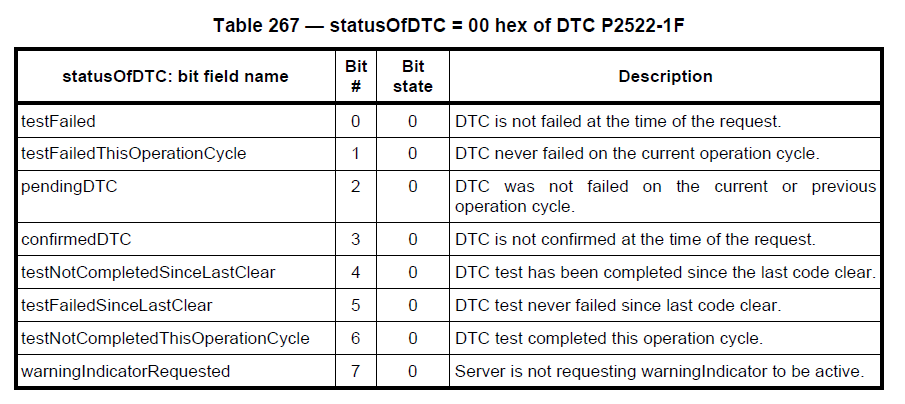 Table 267 — statusOfDTC = 00 hex of DTC P2522-1F
statusOfDTC: bit field name Bit # Bit state Description
testFailed 0 0 DTC is not failed at the time of the request.
testFailedThisOperationCycle 1 0 DTC never failed on the current operation cycle.
pendingDTC 2 0 DTC was not failed on the current or previous
operation cycle.
confirmedDTC 3 0 DTC is not confirmed at the time of the request.
testNotCompletedSinceLastClear 4 0 DTC test has been completed since the last code clear.
testFailedSinceLastClear 5 0 DTC test never failed since last code clear.
testNotCompletedThisOperationCycle 6 0 DTC test completed this operation cycle.
warningIndicatorRequested 7 0 Server is not requesting warningIndicator to be active.